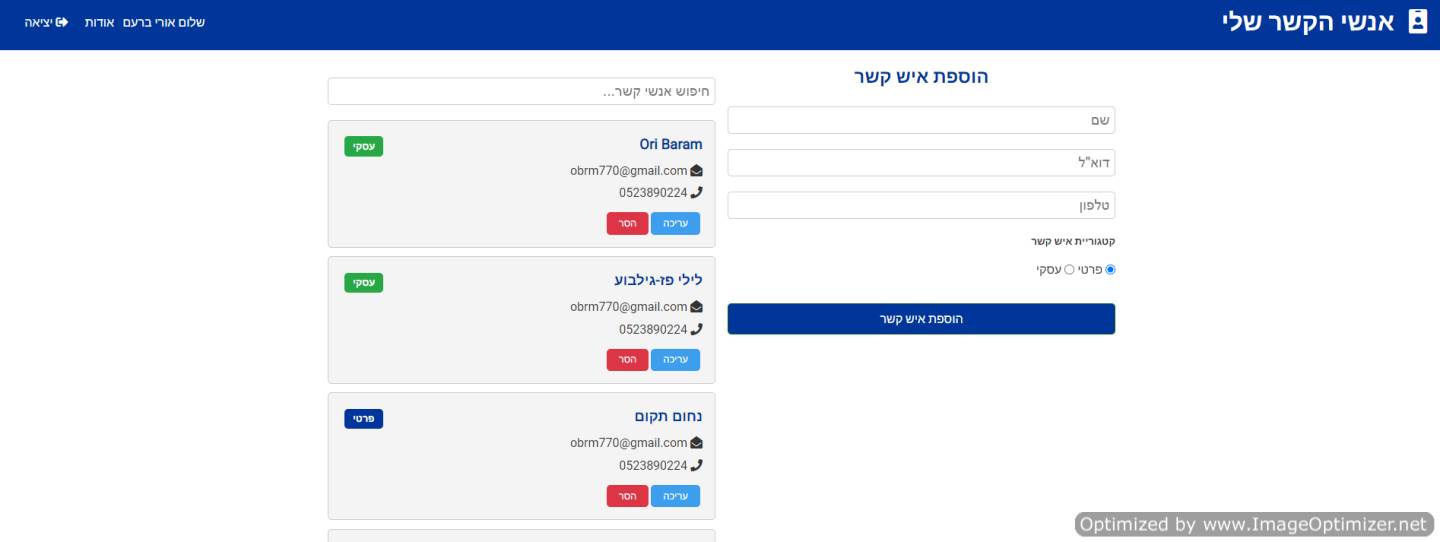 אנשי הקשר שלי
שלום אורי ברעם אודות יציאה
הוספת איש קשר
שם
דוא"ל
טלפון
קטגוריית איש קשר
פרטי עסקי
הוספת איש קשר
חיפוש אנשי קשר...
Ori Baram עסקי
obrm770@gmail.com
0523890224
עריכה הסר
לילי פז-גילבוע עסקי
obrm770@gmail.com
0523890224
עריכה הסר
נחום תקום פרטי
obrm770@gmail.com
0523890224
עריכה הסר
Optimized by www.ImageOptimizer.net